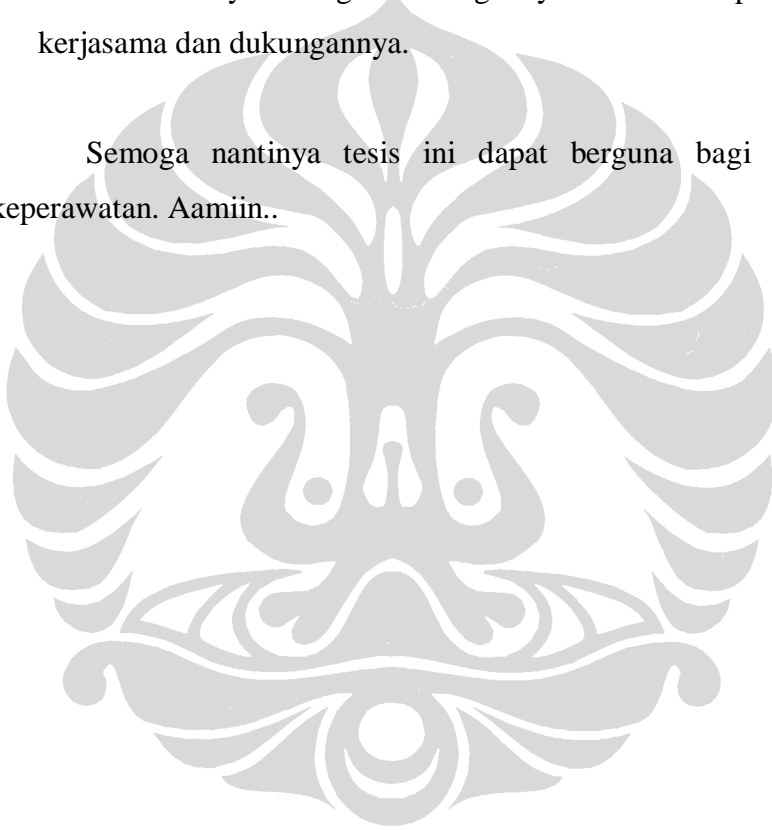 kerjasama dan dukungannya.
Semoga nantinya tesis ini dapat berguna bagi
keperawatan. Aamiin..